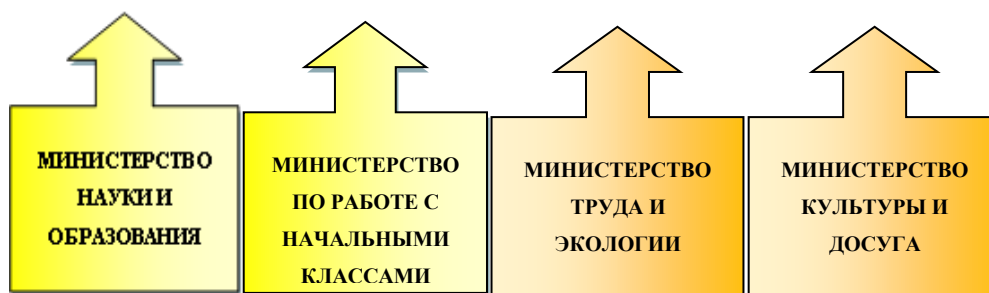 МИНИСТЕРСТВО
НАУКИ И
ОБРАЗОВАНИЯ
МИНИСТЕРСТВО
ПО РАБОТЕ С
НАЧАЛЬНЫМИ
КЛАССАМИ
МИНИСТЕРСТВО
ТРУДА И
ЭКОЛОГИИ
МИНИСТЕРСТВО
КУЛЬТУРЫ И
ДОСУГА